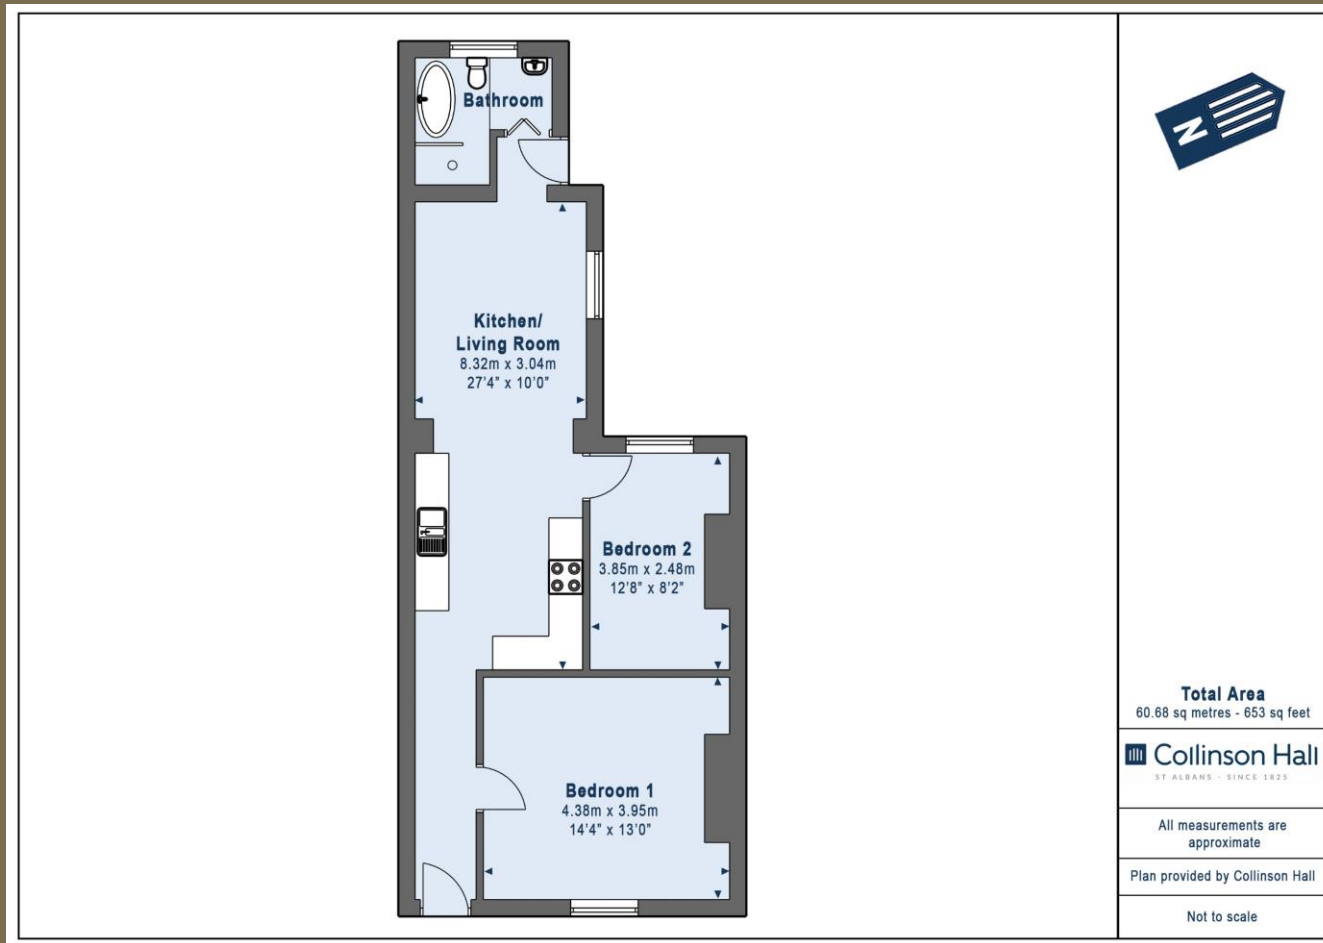 Bathroom
Kitchen/
Living Room
8.32m x 3.04m
27'4" x 10'0"
Bedroom 2
3.85m x 2.48m
12'8" x 8'2"
Bedroom 1
4.38m x 3.95m
14'4" x 13'0"
N
Total Area
60.68 sq metres - 653 sq feet
Collinson Hall
ST ALBANS - SINCE 1825
All measurements are
approximate
Plan provided by Collinson Hall
Not to scale